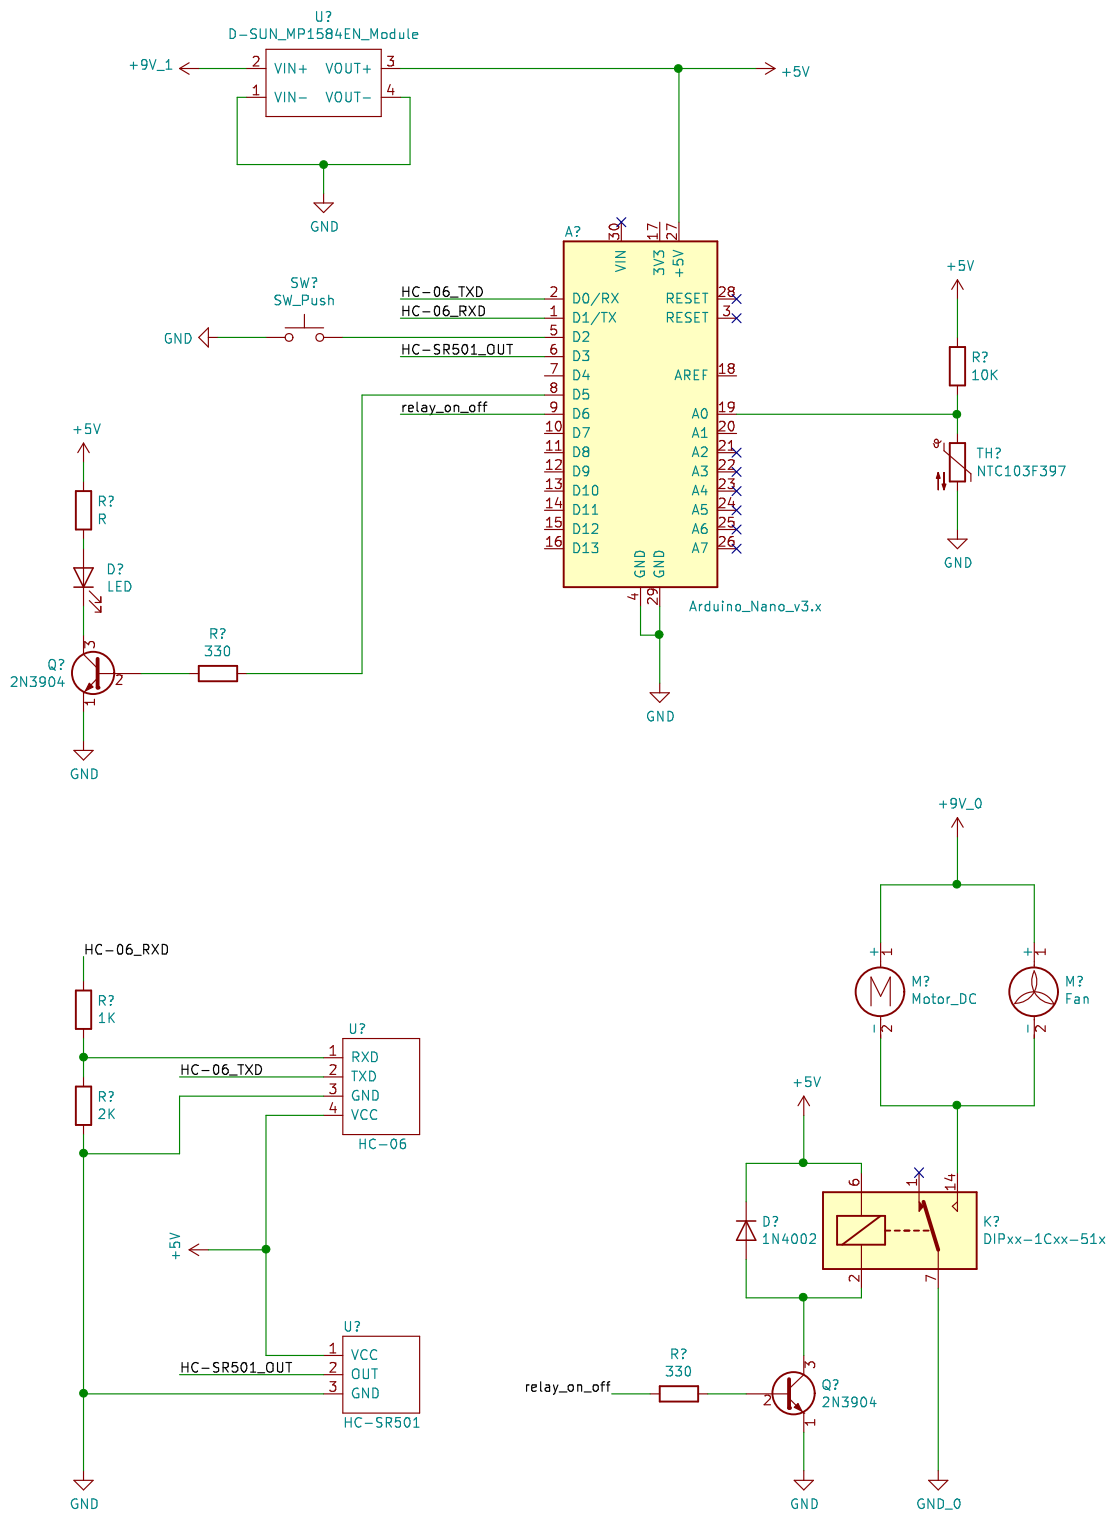 U?
D-SUN_MP1584EN_Module
+9V_1
2
VIN+
VOUT+
3
+5V
1
VIN-
VOUT-
4
GND
A?
30
17
27
VIN
3V3
+5V
HC-06_TXD
2
D0/RX
RESET
28
HC-06_RXD
1
D1/TX
RESET
3
SW?
SW_Push
GND
5
D2
HC-SR501_OUT
6
D3
7
D4
AREF
18
8
D5
relay_on_off
9
D6
A0
19
10
D7
A1
20
11
D8
A2
21
12
D9
A3
22
13
D10
A4
23
14
D11
A5
24
15
D12
A6
25
16
D13
A7
26
GND
GND
4
29
Arduino_Nano_v3.x
GND
+5V
R?
10K
TH?
NTC103F397
GND
+5V
R?
R
D?
LED
R?
330
Q?
2N3904
3
2
1
GND
+9V_0
+
1
M?
Motor_DC
-
2
+
1
M?
Fan
-
2
HC-06_RXD
R?
1K
U?
1
RXD
HC-06_TXD
2
TXD
R?
2K
3
GND
4
VCC
HC-06
+5V
+5V
6
1
14
D?
1N4002
K?
DIPxx-1Cxx-51x
2
7
U?
1
VCC
HC-SR501_OUT
2
OUT
3
GND
HC-SR501
relay_on_off
R?
330
3
2
1
Q?
2N3904
GND
GND
GND_0